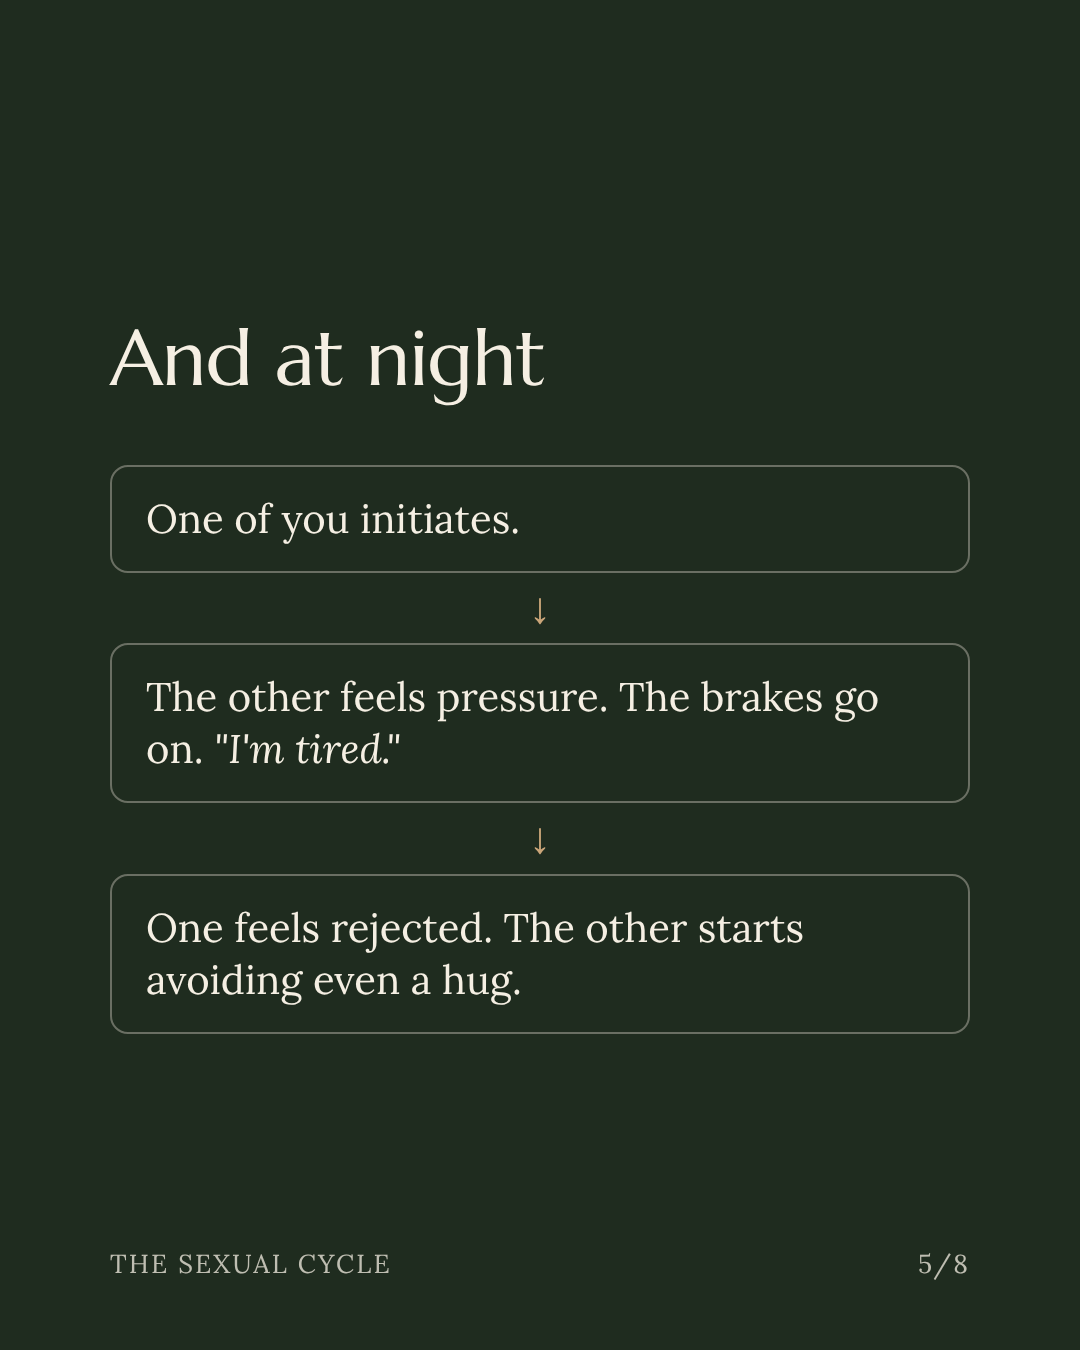 And at night
One of you initiates.
↓
The other feels pressure. The brakes go
on. "I'm tired."
↓
One feels rejected. The other starts
avoiding even a hug.
THE SEXUAL CYCLE
5/8